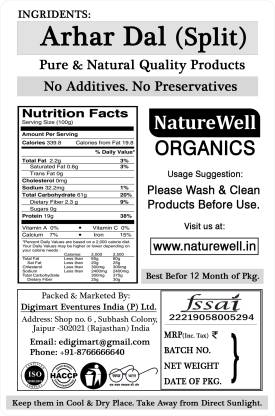 INGRIDENTS:
Arhar Dal (Split)
Pure & Natural Quality Products
No Additives. No Preservatives
Nutrition Facts
Serving Size (100g)
Amount Per Serving
Calories 339.8 Calories from Fat 19.8
% Daily Value*
Total Fat 2.2g 3%
Saturated Fat 0.6g 3%
Trans Fat 0g
Cholesterol 0mg
Sodium 32.2mg 1%
Total Carbohydrate 61g 20%
Dietary Fiber 2.3 g 9%
Sugars 0g
Protein 19g 38%
Vitamin A 0% • Vitamin C 0%
Calcium 7% • Iron 15%
*Percent Daily Values are based on a 2,000 calorie diet.
Your Daily Values may be higher or lower depending on
your calorie needs
Calories 2,000 2,500
Total Fat Less than 65g 80g
Sat Fat Less than 20g 25g
Cholesterol Less than 300mg 300mg
Sodium Less than 2400mg 2400mg
Total Carbohydrate 300mg 375g
Dietary Fiber 25g 30g
NatureWell
ORGANICS
Usage Suggestion:
Please Wash & Clean
Products Before Use.
Visit us at:
www.naturewell.in
Best Befor 12 Month of Pkg.
Packed & Marketed By:
Digimart Eventures India (P) Ltd.
Address: Shop no. 6 , Subhash Colony,
Jaipur -302021 (Rajasthan) India
Email: edigimart@gmail.com
Phone: +91-8766666640
ISO
HACCP
fssai
22219058005294
MRP(Inc. Tax) ₹
BATCH NO.
NET WEIGHT
DATE OF PKG.
Keep them in Cool & Dry Place. Take Away from Direct Sunlight.